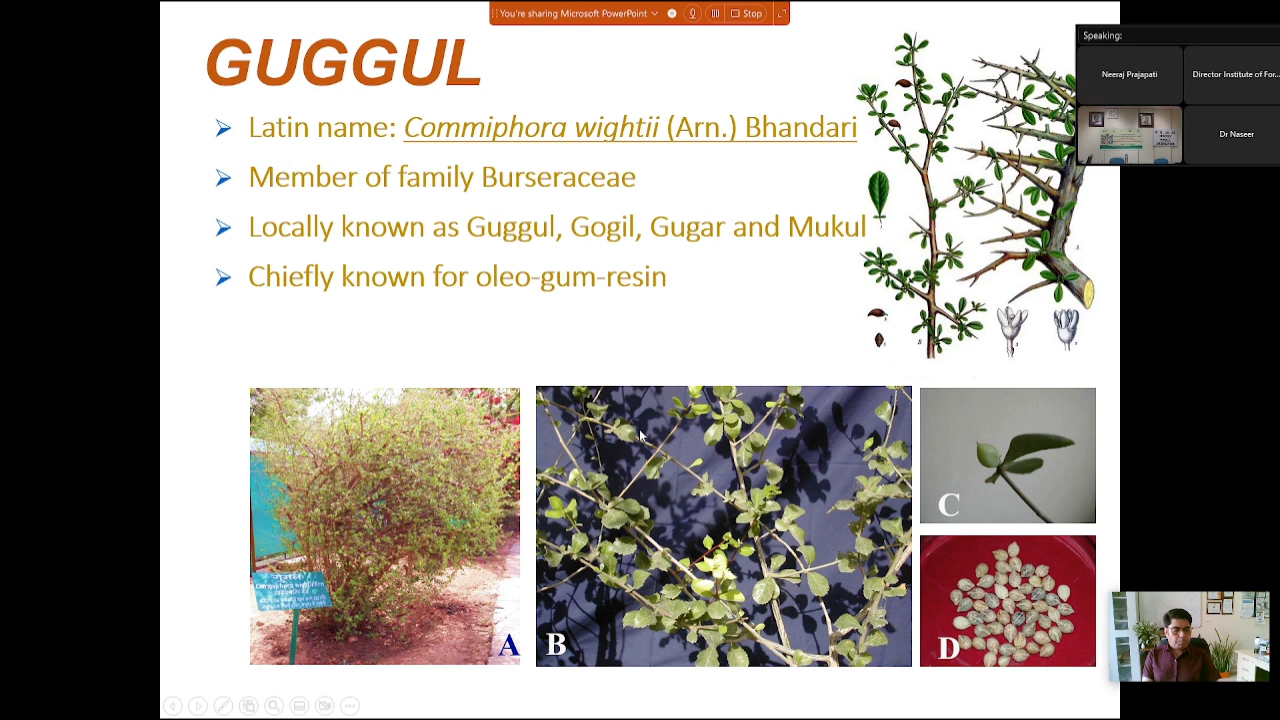 You're sharing Microsoft PowerPoint
Stop
Speaking:
Neeraj Prajapati
Director Institute of For...
Dr Naseer
GUGGUL
Latin name: Commiphora wightii (Arn.) Bhandari
Member of family Burseraceae
Locally known as Guggul, Gogil, Gugar and Mukul
Chiefly known for oleo-gum-resin
A
B
C
D